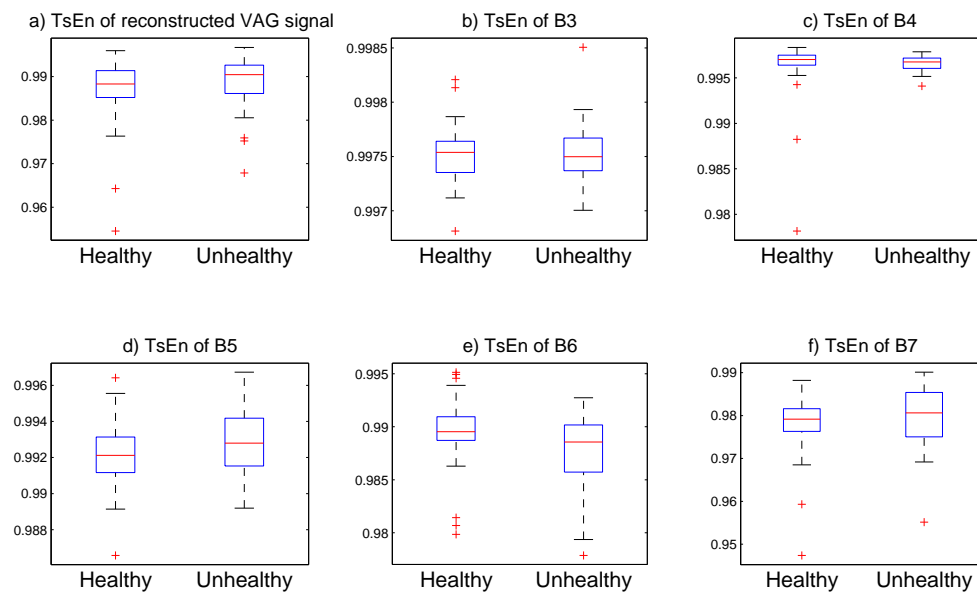 a) TsEn of reconstructed VAG signal
0.99
0.98
0.97
0.96
Healthy Unhealthy
b) TsEn of B3
0.9985
0.998
0.9975
0.997
Healthy Unhealthy
c) TsEn of B4
0.995
0.99
0.985
0.98
Healthy Unhealthy
d) TsEn of B5
0.996
0.994
0.992
0.99
0.988
Healthy Unhealthy
e) TsEn of B6
0.995
0.99
0.985
0.98
Healthy Unhealthy
f) TsEn of B7
0.99
0.98
0.97
0.96
0.95
Healthy Unhealthy